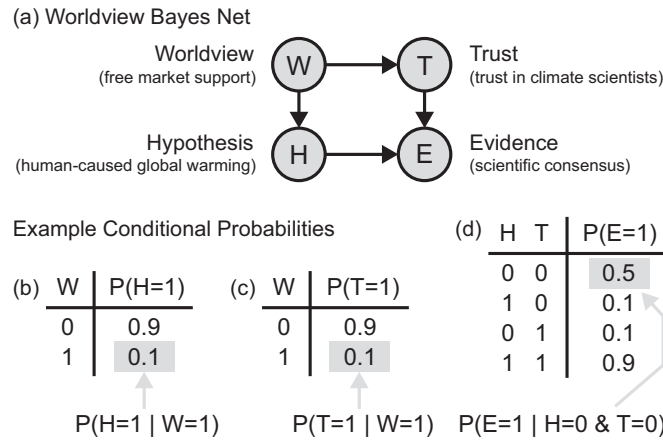 (a) Worldview Bayes Net
Worldview
(free market support)
W
T
Trust
(trust in climate scientists)
Hypothesis
(human-caused global warming)
H
E
Evidence
(scientific consensus)
Example Conditional Probabilities
(b) W P(H=1)
0 0.9
1 0.1
P(H=1 | W=1)
(c) W P(T=1)
0 0.9
1 0.1
P(T=1 | W=1)
(d) H T P(E=1)
0 0 0.5
1 0 0.1
0 1 0.1
1 1 0.9
P(E=1 | H=0 & T=0)